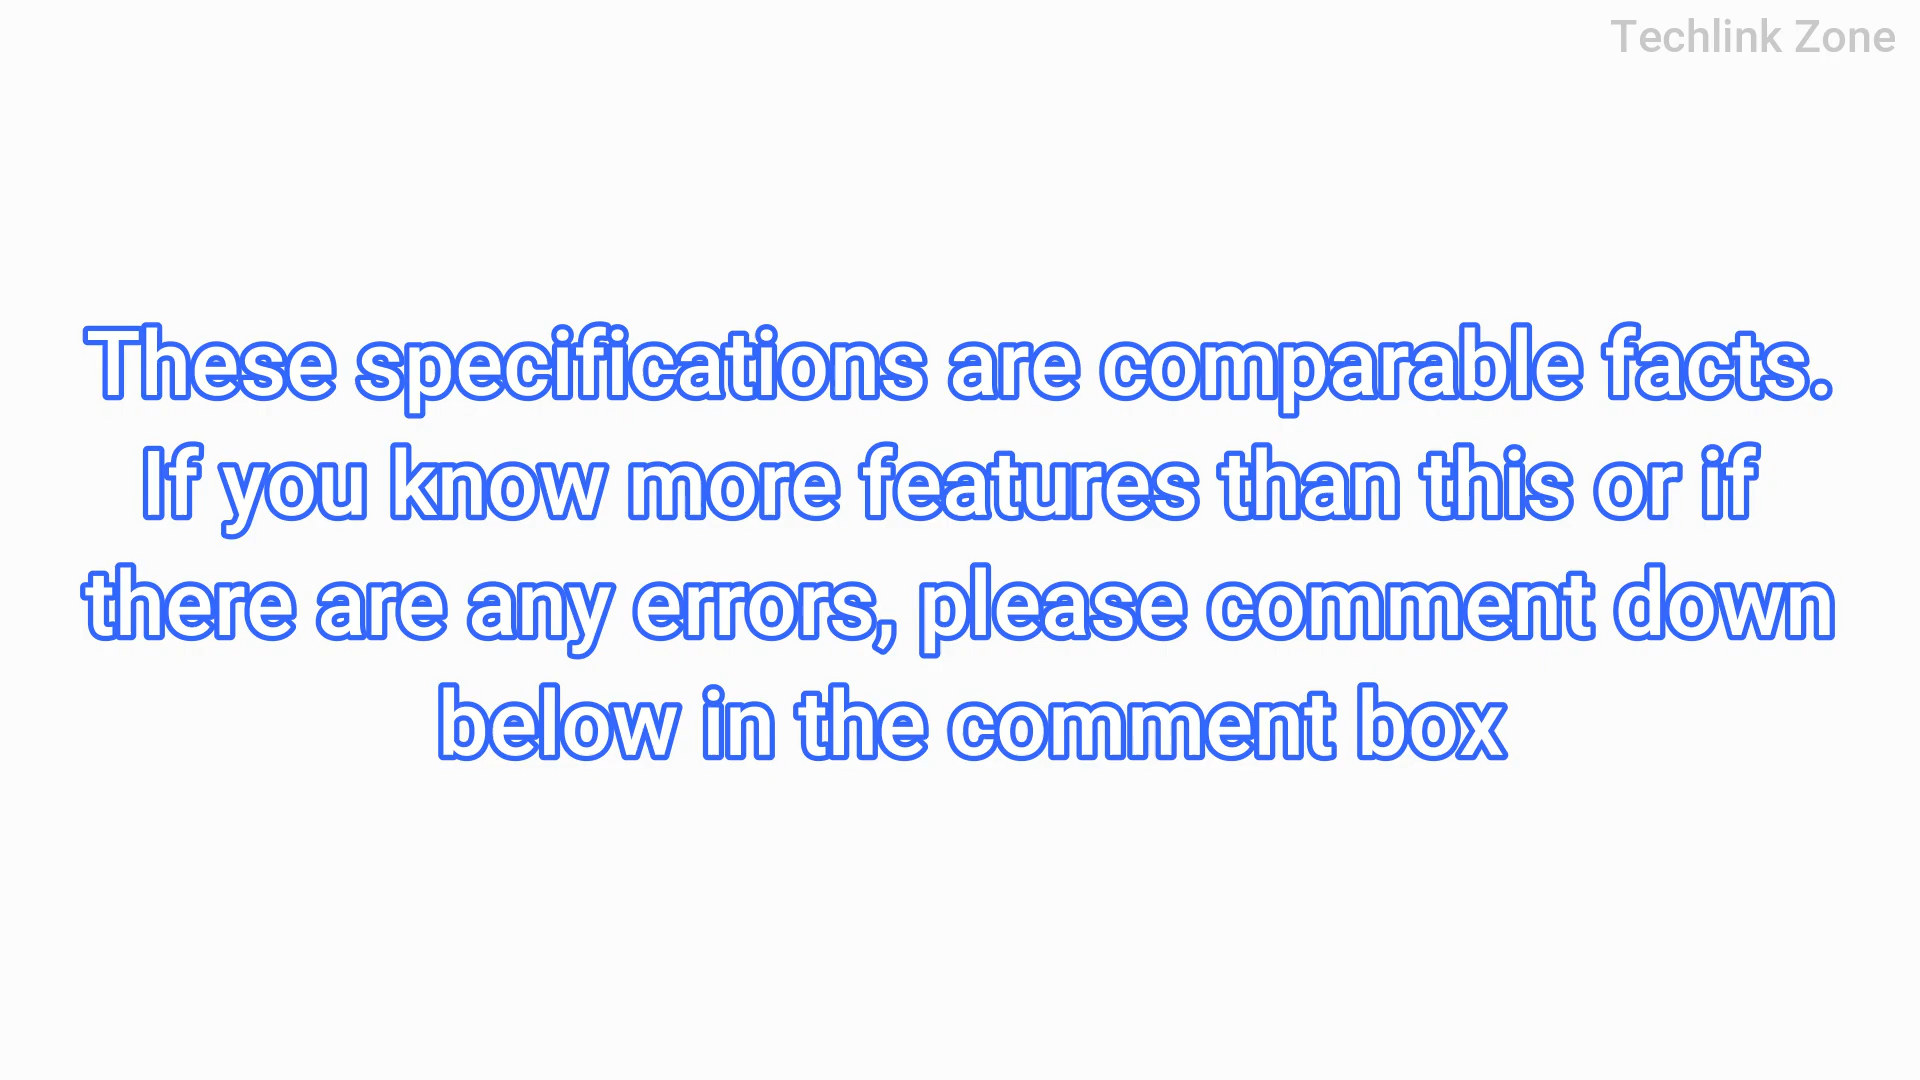 Techlink Zone
These specifications are comparable facts.
If you know more features than this or if
there are any errors, please comment down
below in the comment box